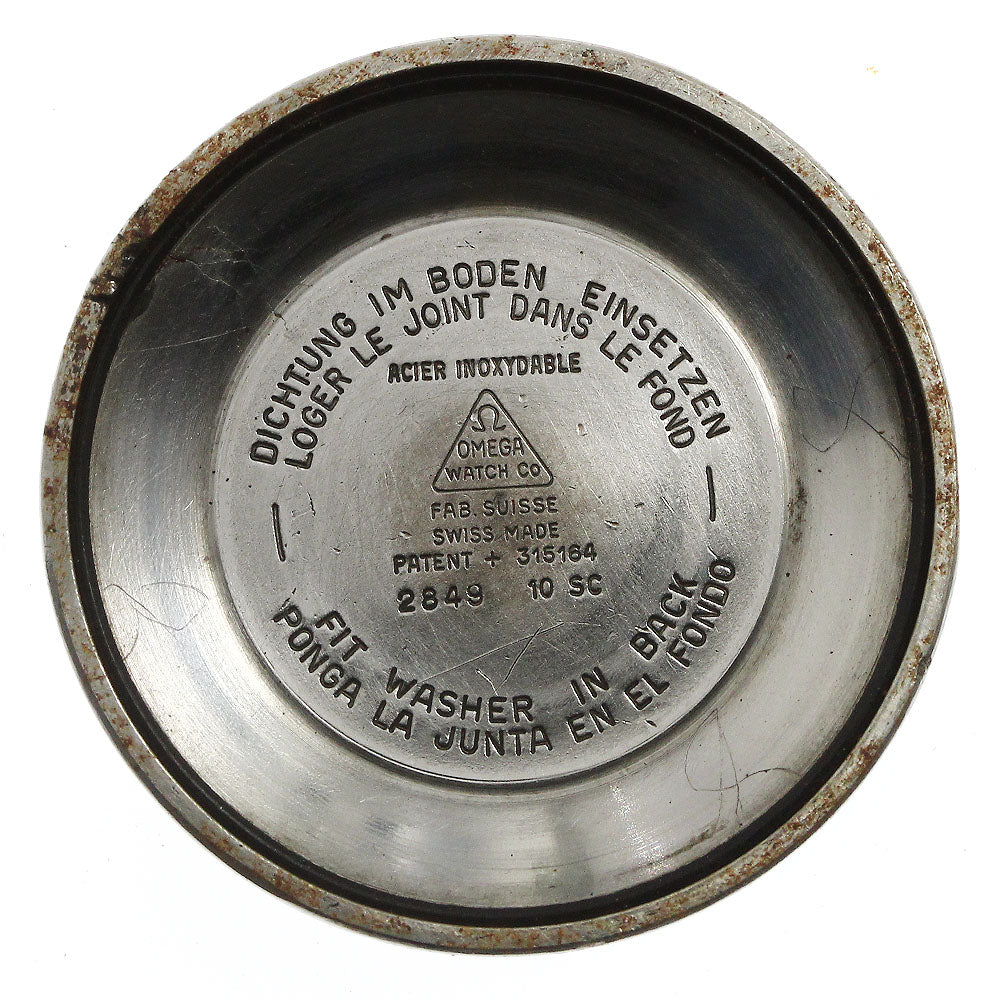 DICHTUNG IM BODEN EINSETZEN
LOGER LE JOINT DANS LE FOND
ACIER INOXYDABLE
Ω
OMEGA
WATCH Co
FAB. SUISSE
SWISS MADE
PATENT + 315164
2849 10 SC
FIT WASHER IN BACK
PONGA LA JUNTA EN EL FONDO